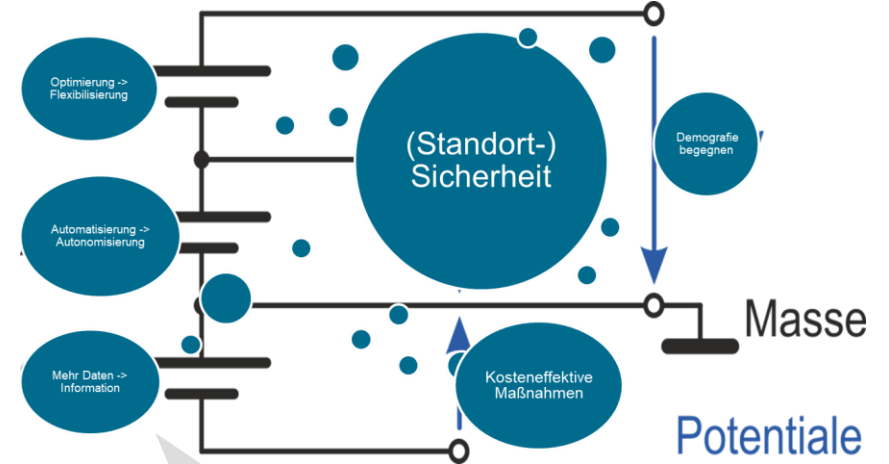 Optimierung ->
Flexibilisierung
(Standort-)
Sicherheit
Demografie
begegnen
Automatisierung ->
Autonomisierung
Masse
Mehr Daten ->
Information
Kosteneffektive
Maßnahmen
Potentiale